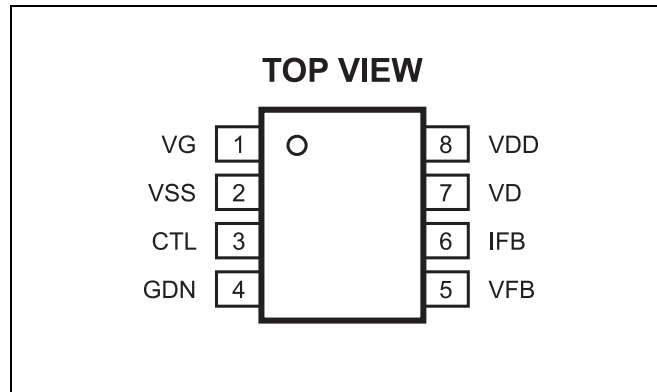 TOP VIEW
VG 1 8 VDD
VSS 2 7 VD
CTL 3 6 IFB
GDN 4 5 VFB